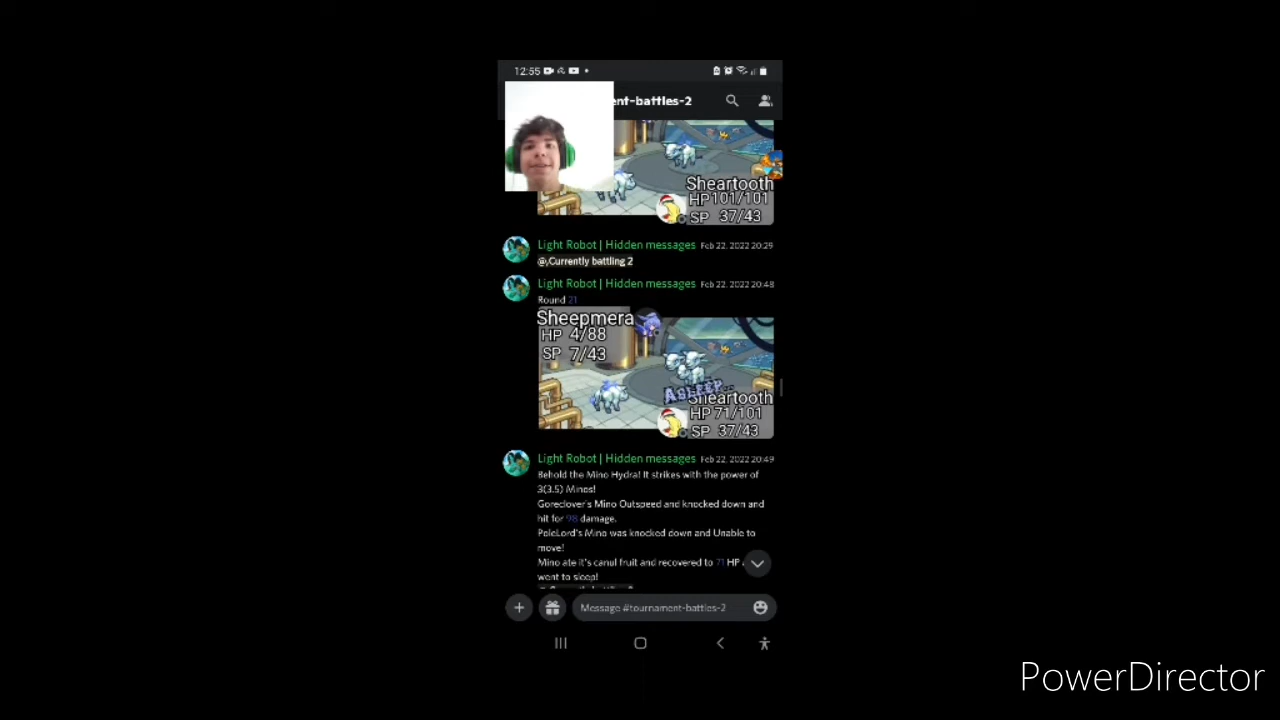 12:55
ent-battles-2
Sheartooth
HP 101/101
SP 37/43
Light Robot | Hidden messages Feb 22, 2022 20:29
@,Currently battling 2
Light Robot | Hidden messages Feb 22, 2022 20:48
Round 21
Sheepmera
HP 4/88
SP 7/43
ASLEEP...
Sheartooth
HP 71/101
SP 37/43
Light Robot | Hidden messages Feb 22, 2022 20:49
Behold the Mino Hydra! It strikes with the power of
3(3.5) Minos!
Goreclover's Mino Outspeed and knocked down and
hit for 98 damage.
PaleLord's Mino was knocked down and Unable to
move!
Mino ate it's canul fruit and recovered to 71 HP
went to sleep!
Message #tournament-battles-2
PowerDirector